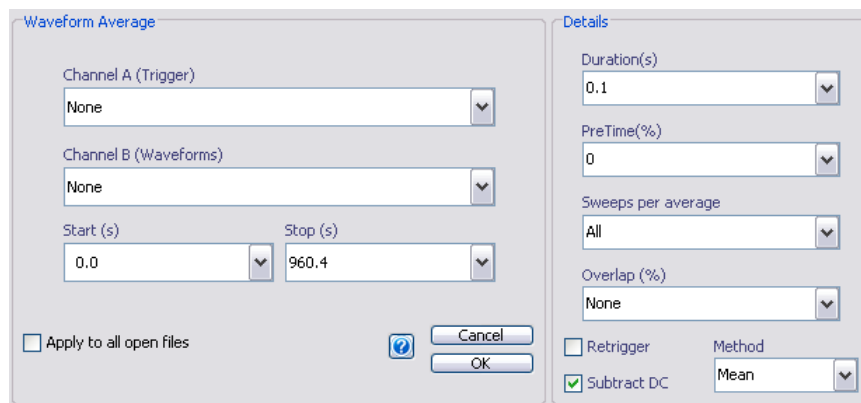 Waveform Average
Channel A (Trigger)
None
Channel B (Waveforms)
None
Start (s) Stop (s)
0.0 960.4
Apply to all open files
Cancel
OK
Details
Duration(s)
0.1
PreTime(%)
0
Sweeps per average
All
Overlap (%)
None
Retrigger Method
Subtract DC Mean